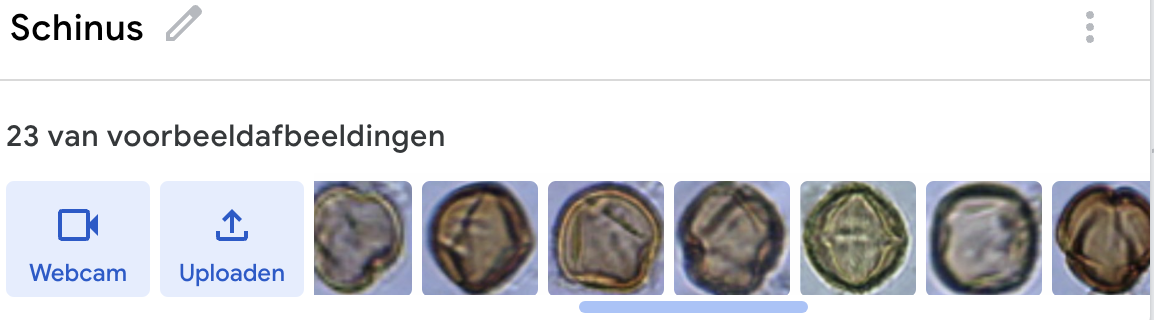 Schinus
23 van voorbeeldafbeeldingen
Webcam
Uploaden